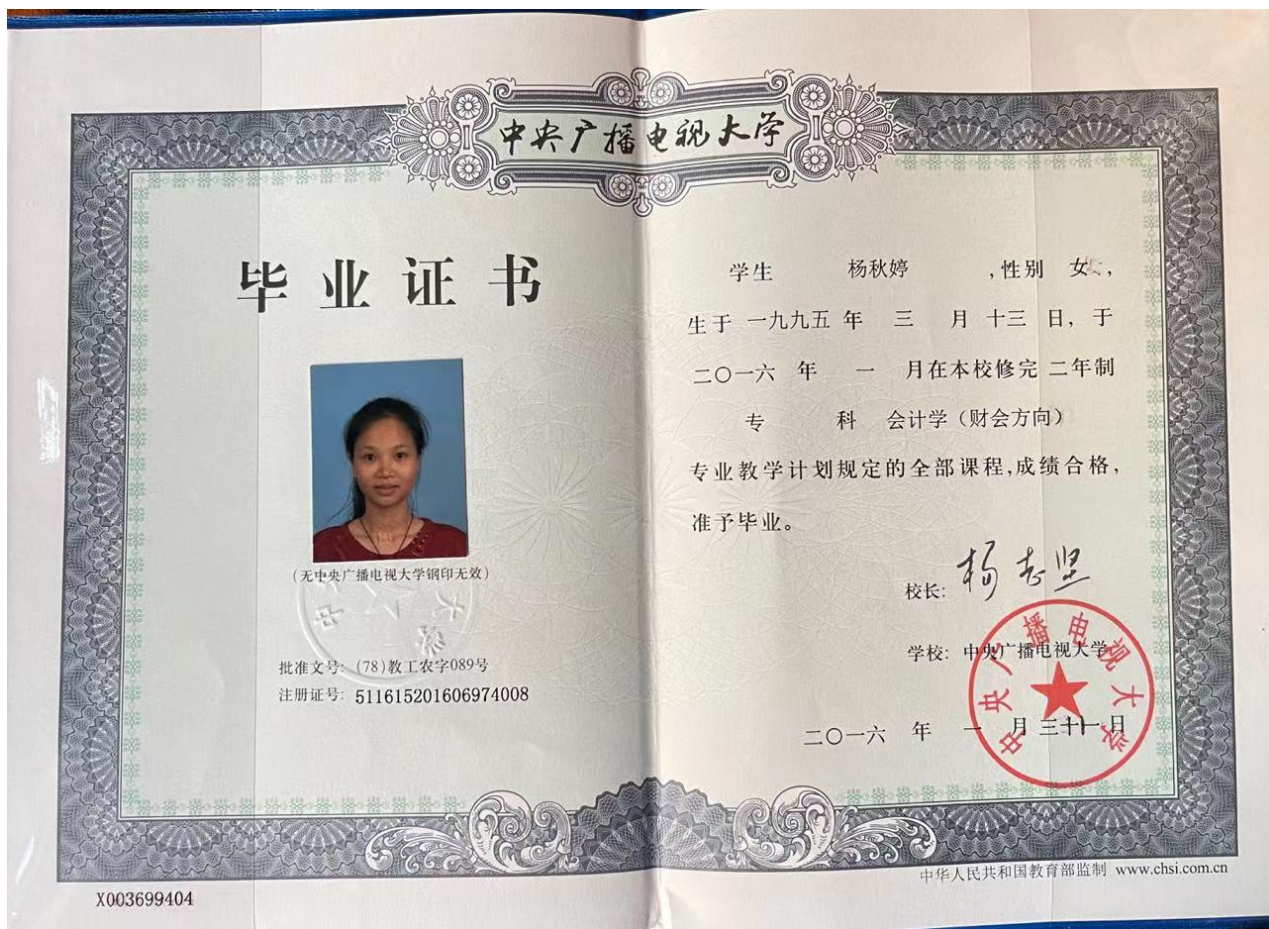 中央广播电视大学
毕业证书
(无中央广播电视大学钢印无效)
批准文号: (78)教工农字089号
注册证号: 511615201606974008
X003699404
学生 杨秋婷 ,性别 女,
生于 一九九五 年 三 月 十三 日, 于
二〇一六 年 一 月在本校修完 二年制
专 科 会计学（财会方向）
专业教学计划规定的全部课程,成绩合格,
准予毕业。
校长: 杨志坚
学校: 中央广播电视大学
中央广播电视大学
二〇一六 年 一 月 三十一 日
中华人民共和国教育部监制 www.chsi.com.cn